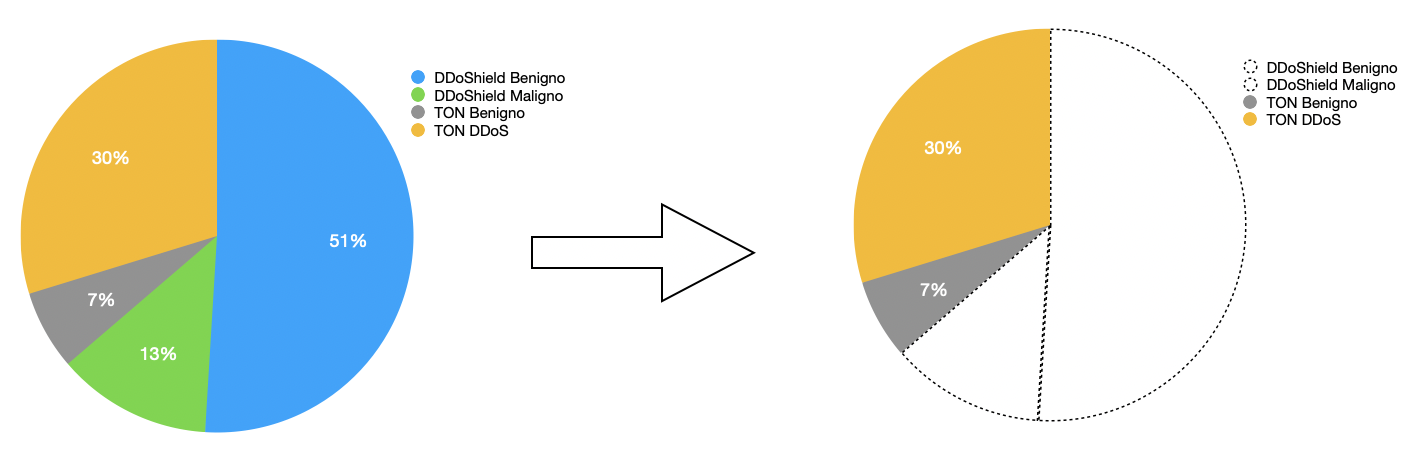 DDoShield Benigno
DDoShield Maligno
TON Benigno
TON DDoS
30%
51%
7%
13%
DDoShield Benigno
DDoShield Maligno
TON Benigno
TON DDoS
30%
7%